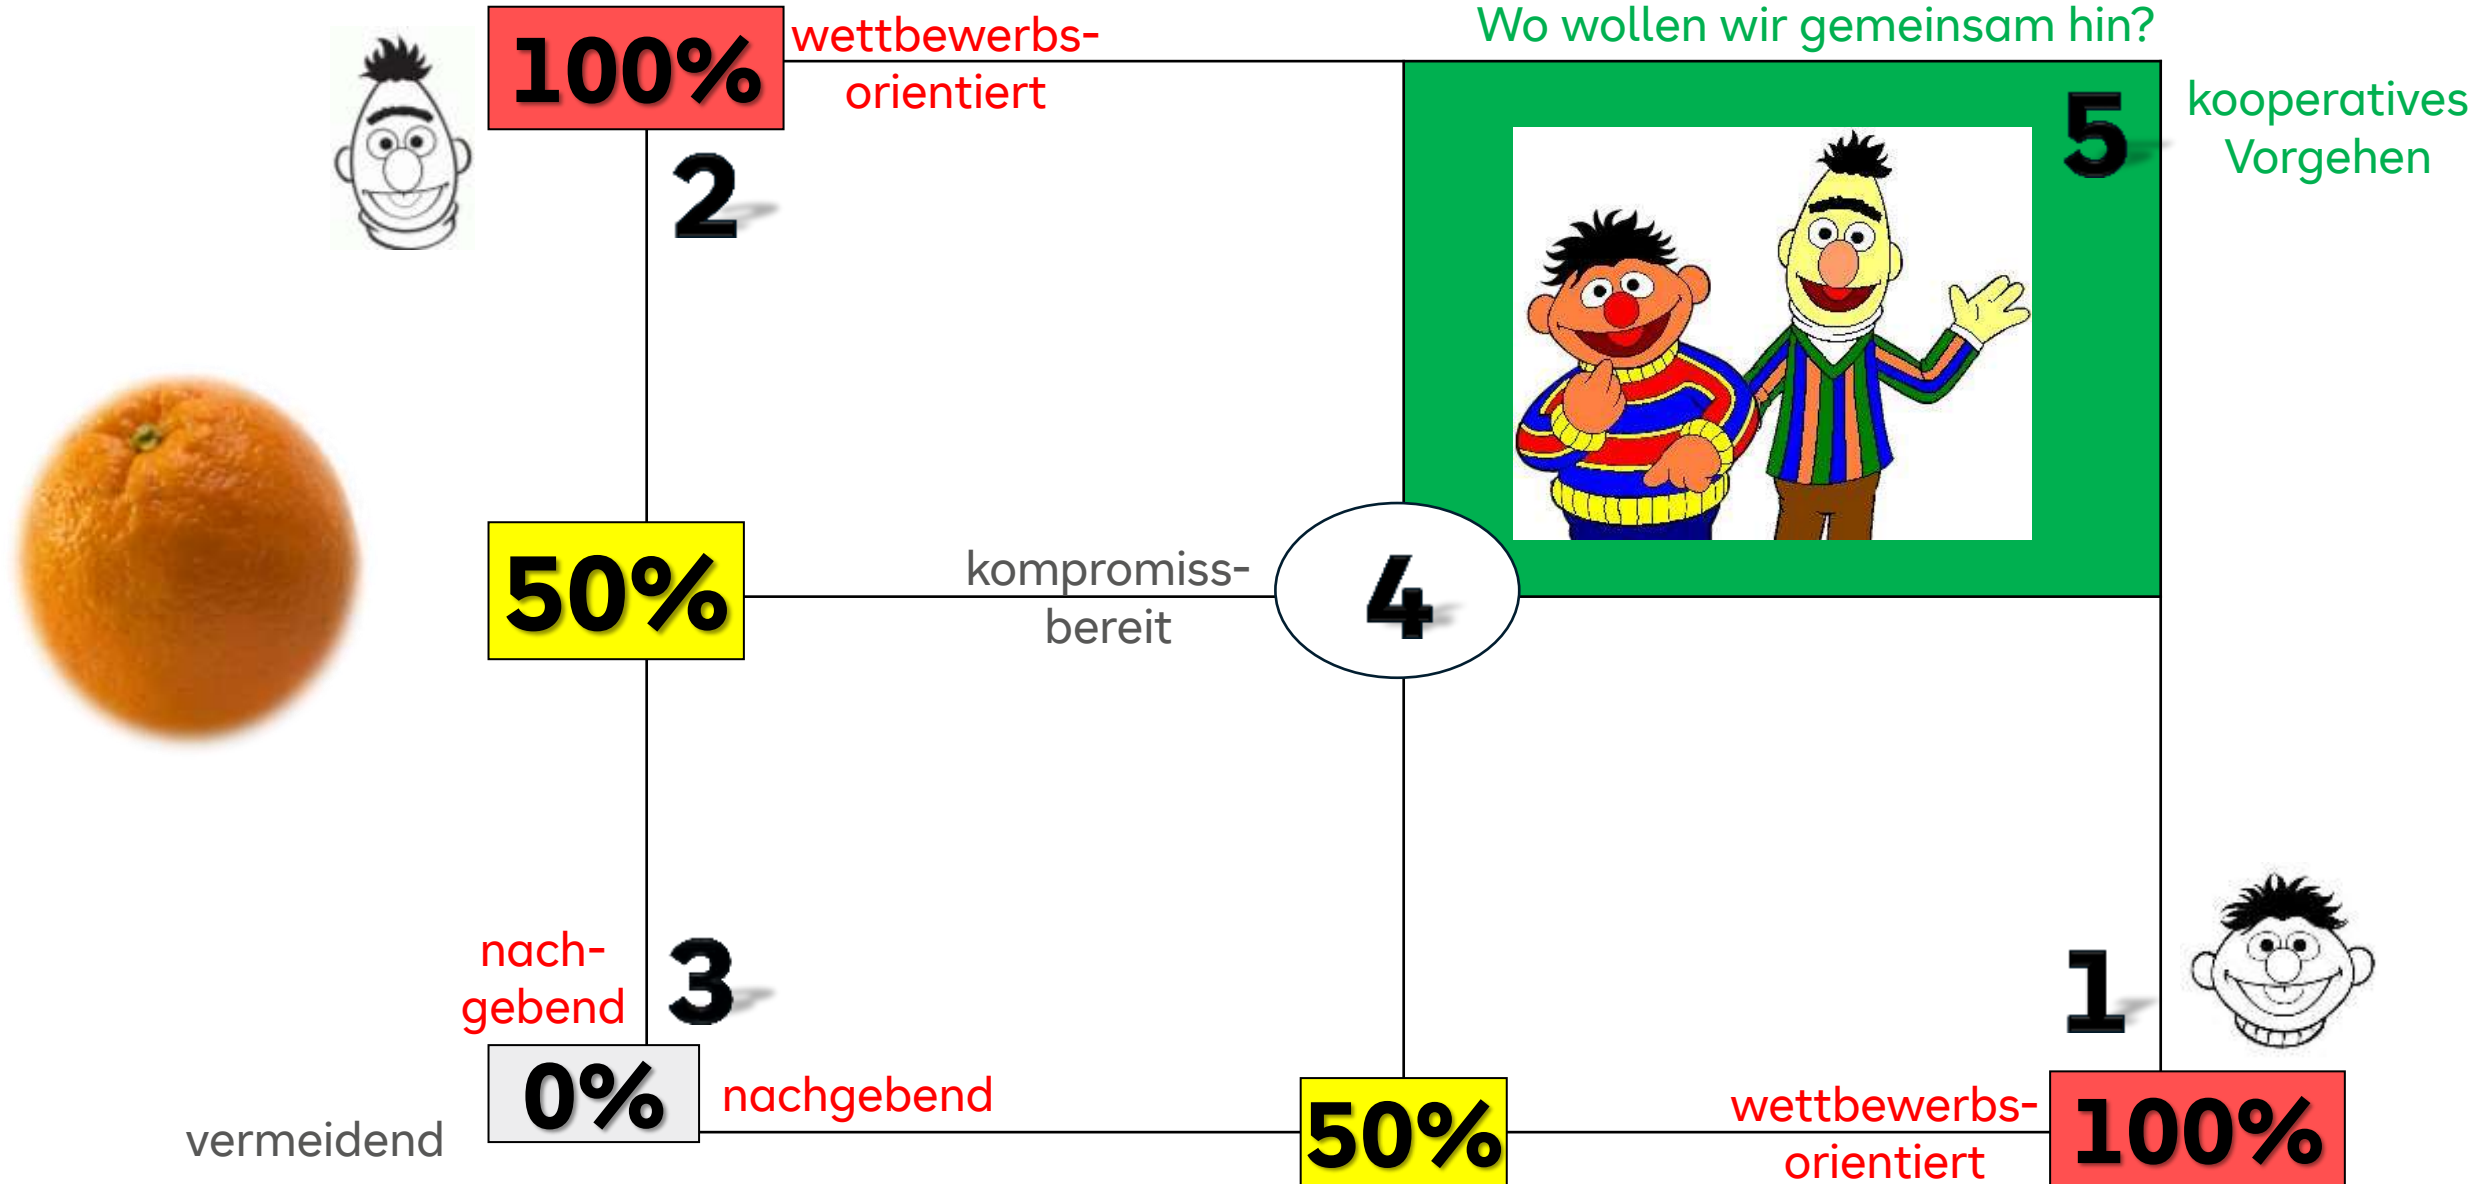 Wo wollen wir gemeinsam hin?
100%
wettbewerbs-
orientiert
5
kooperatives
Vorgehen
2
50%
kompromiss-
bereit
4
nach-
gebend
3
1
0%
nachgebend
vermeidend
50%
wettbewerbs-
orientiert
100%